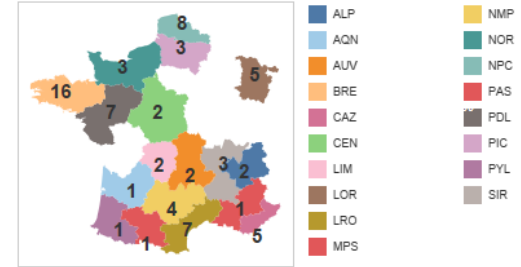 8
3
3
5
16
7
2
3
2
2
2
1
4
1
1
1
7
5
ALP
AQN
AUV
BRE
CAZ
CEN
LIM
LOR
LRO
MPS
NMP
NOR
NPC
PAS
PDL
PIC
PYL
SIR